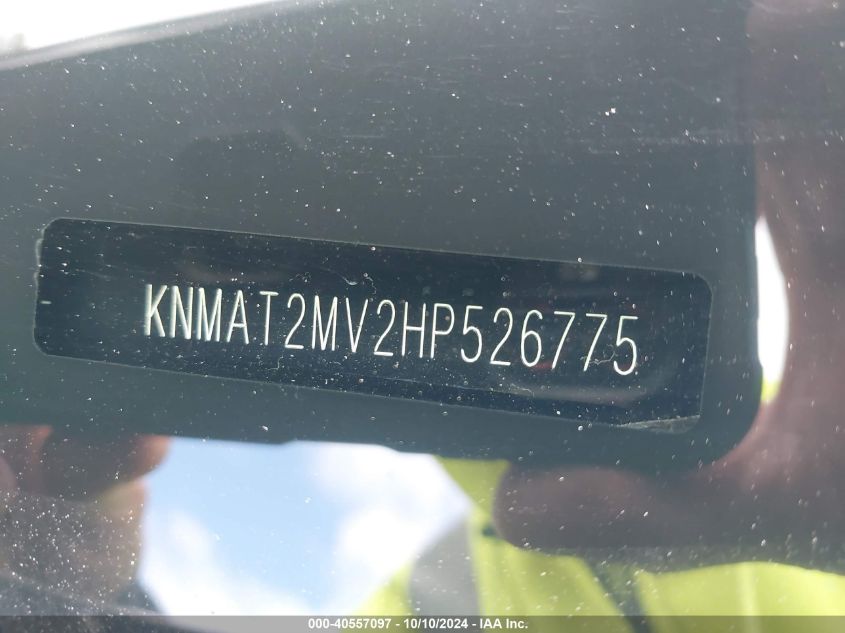 KNMAT2MV2HP526775
000-40557097 - 10/10/2024 - IAA Inc.